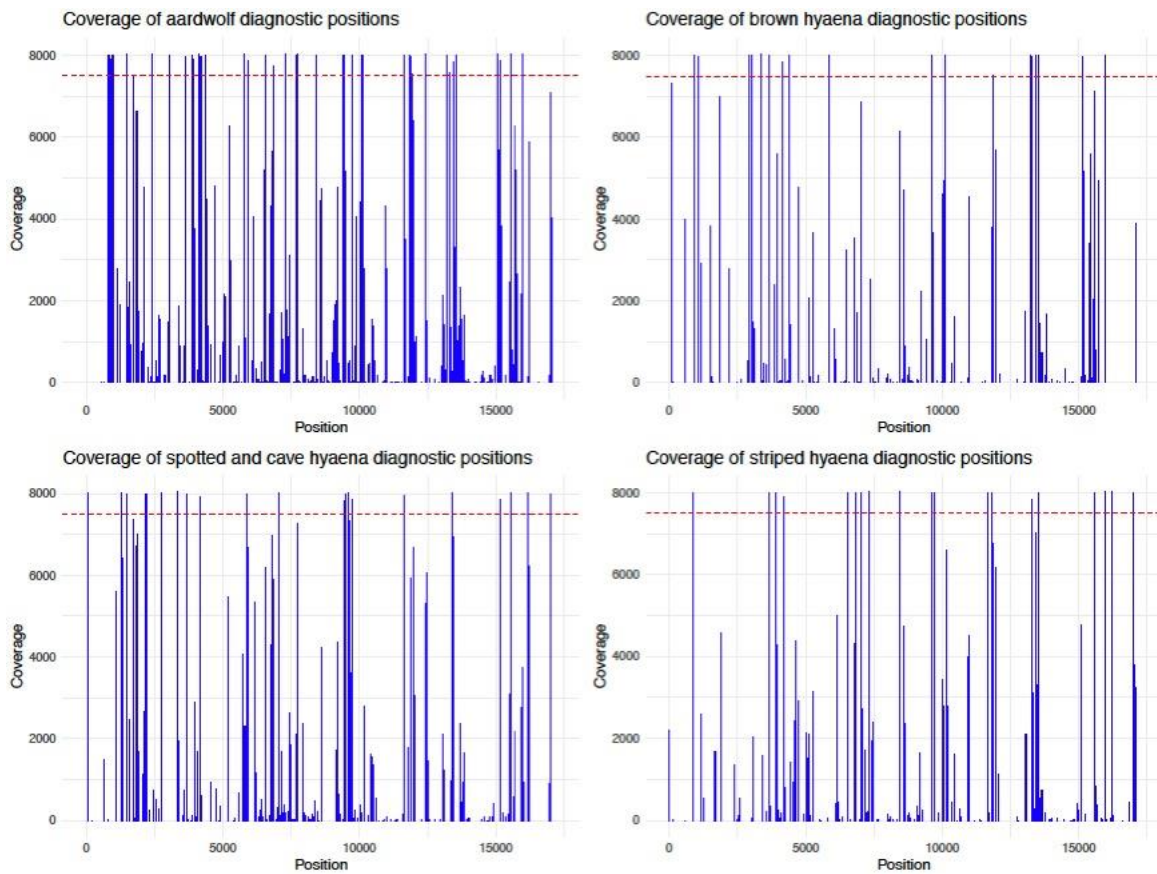 Coverage of aardwolf diagnostic positions
8000
6000
4000
2000
0
Coverage
0 5000 10000 15000
Position
Coverage of brown hyaena diagnostic positions
8000
6000
4000
2000
0
Coverage
0 5000 10000 15000
Position
Coverage of spotted and cave hyaena diagnostic positions
8000
6000
4000
2000
0
Coverage
0 5000 10000 15000
Position
Coverage of striped hyaena diagnostic positions
8000
6000
4000
2000
0
Coverage
0 5000 10000 15000
Position